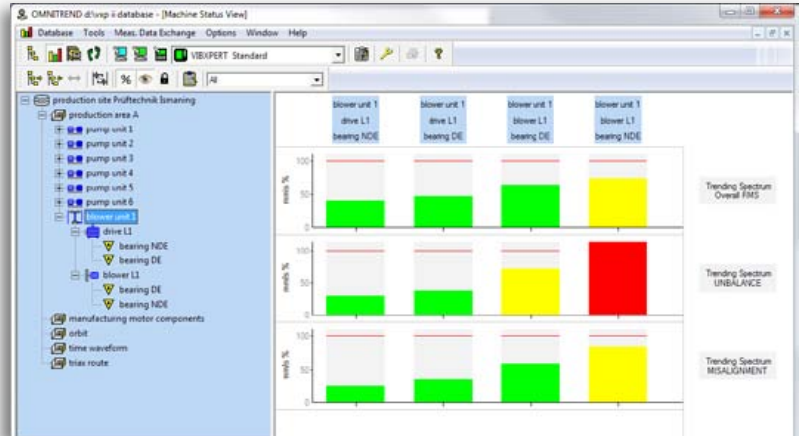 OMNITREND d:\vxp ii database - [Machine Status View]
Database Tools Meas. Data Exchange Options Window Help
VIBXPERT Standard
% All
production site Prüftechnik Ismaning
production area A
pump unit 1
pump unit 2
pump unit 3
pump unit 4
pump unit 5
pump unit 6
blower unit 1
drive L1
bearing NDE
bearing DE
blower L1
bearing DE
bearing NDE
manufacturing motor components
orbit
time waveform
triax route
blower unit 1 blower unit 1 blower unit 1 blower unit 1
drive L1 drive L1 blower L1 blower L1
bearing NDE bearing DE bearing DE bearing NDE
100
50
0
mm/s %
Trending Spectrum
Overall RMS
100
50
0
mm/s %
Trending Spectrum
UNBALANCE
100
50
0
mm/s %
Trending Spectrum
MISALIGNMENT